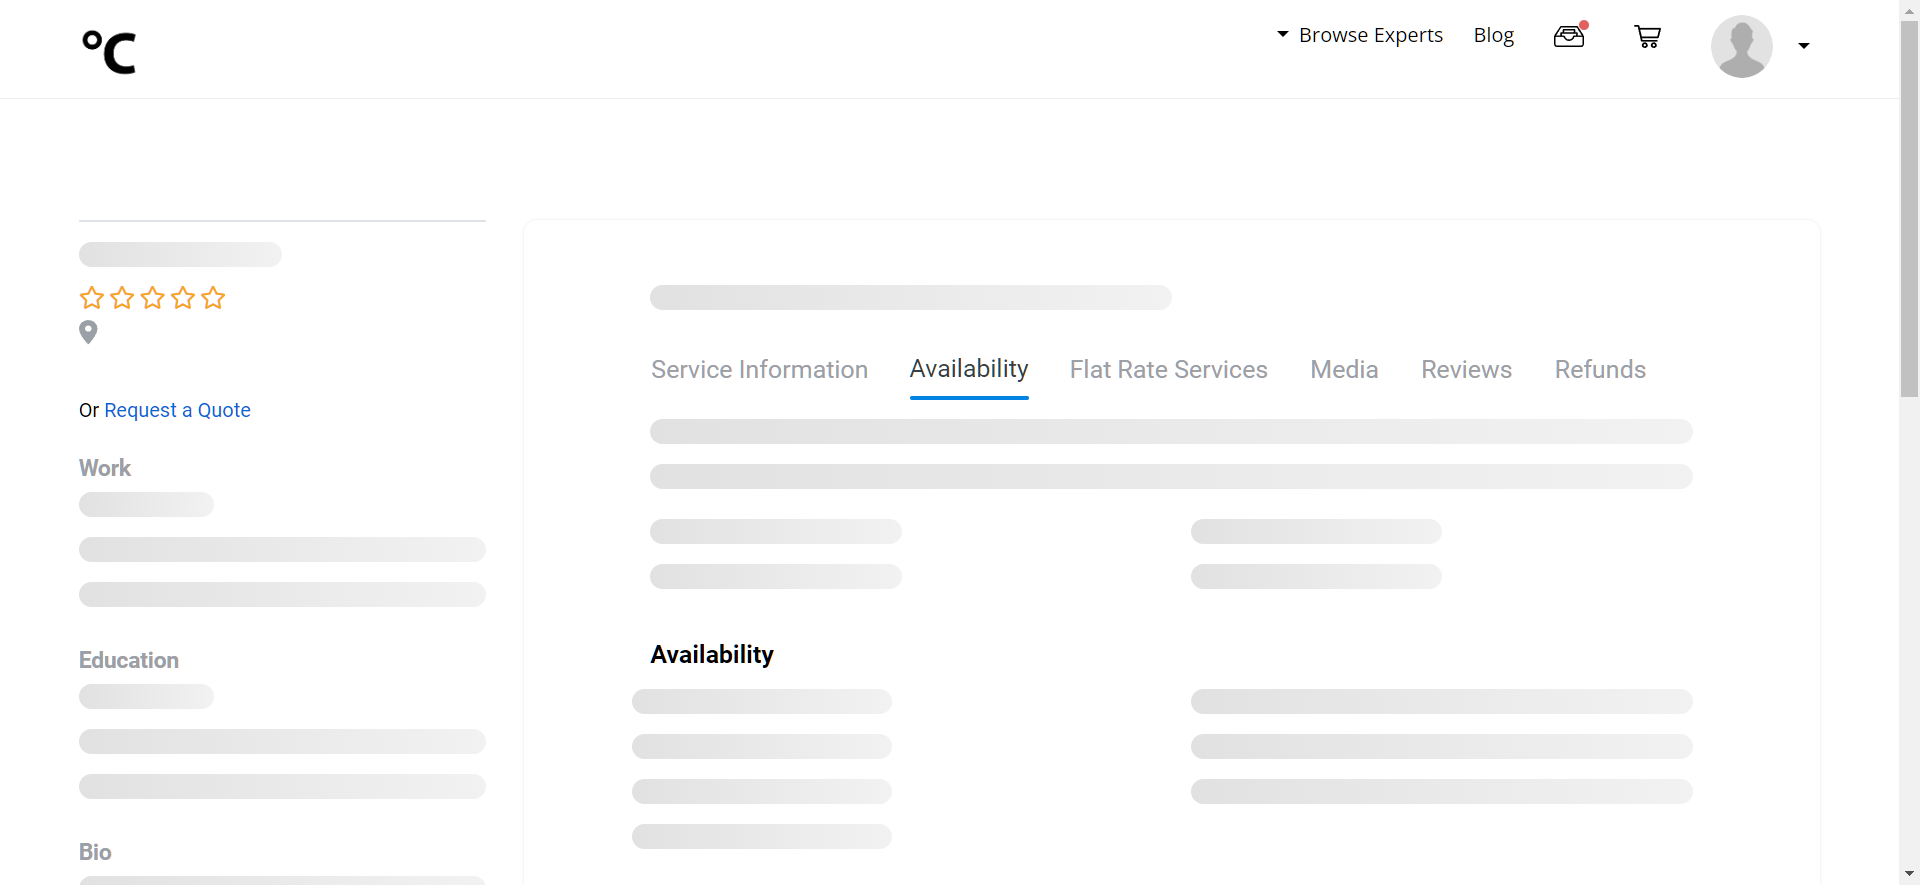 °C
Browse Experts Blog
Or Request a Quote
Work
Education
Bio
Service Information Availability Flat Rate Services Media Reviews Refunds
Availability